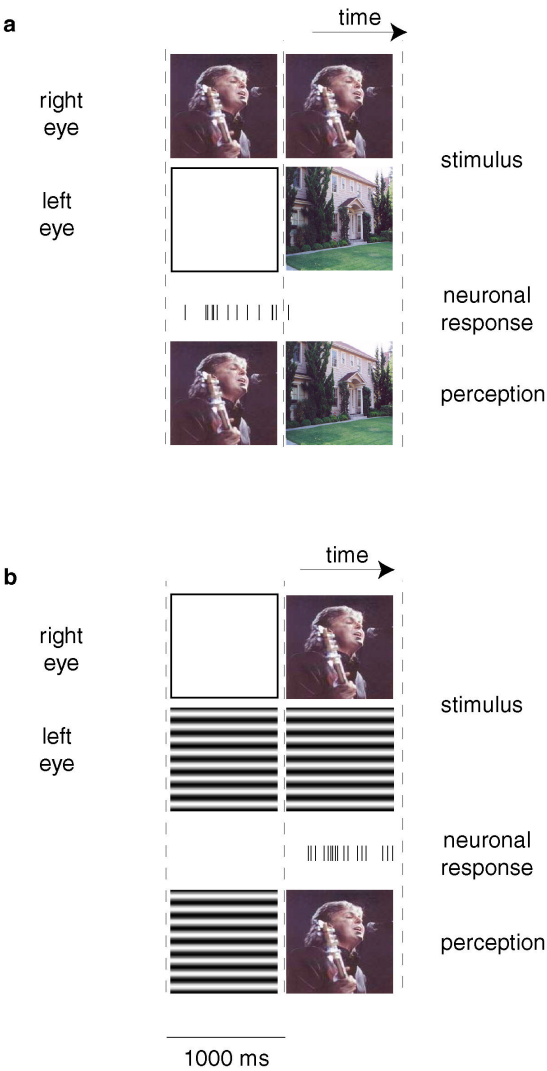 a
time
right
eye
stimulus
left
eye
neuronal
response
perception
b
time
right
eye
stimulus
left
eye
neuronal
response
perception
1000 ms